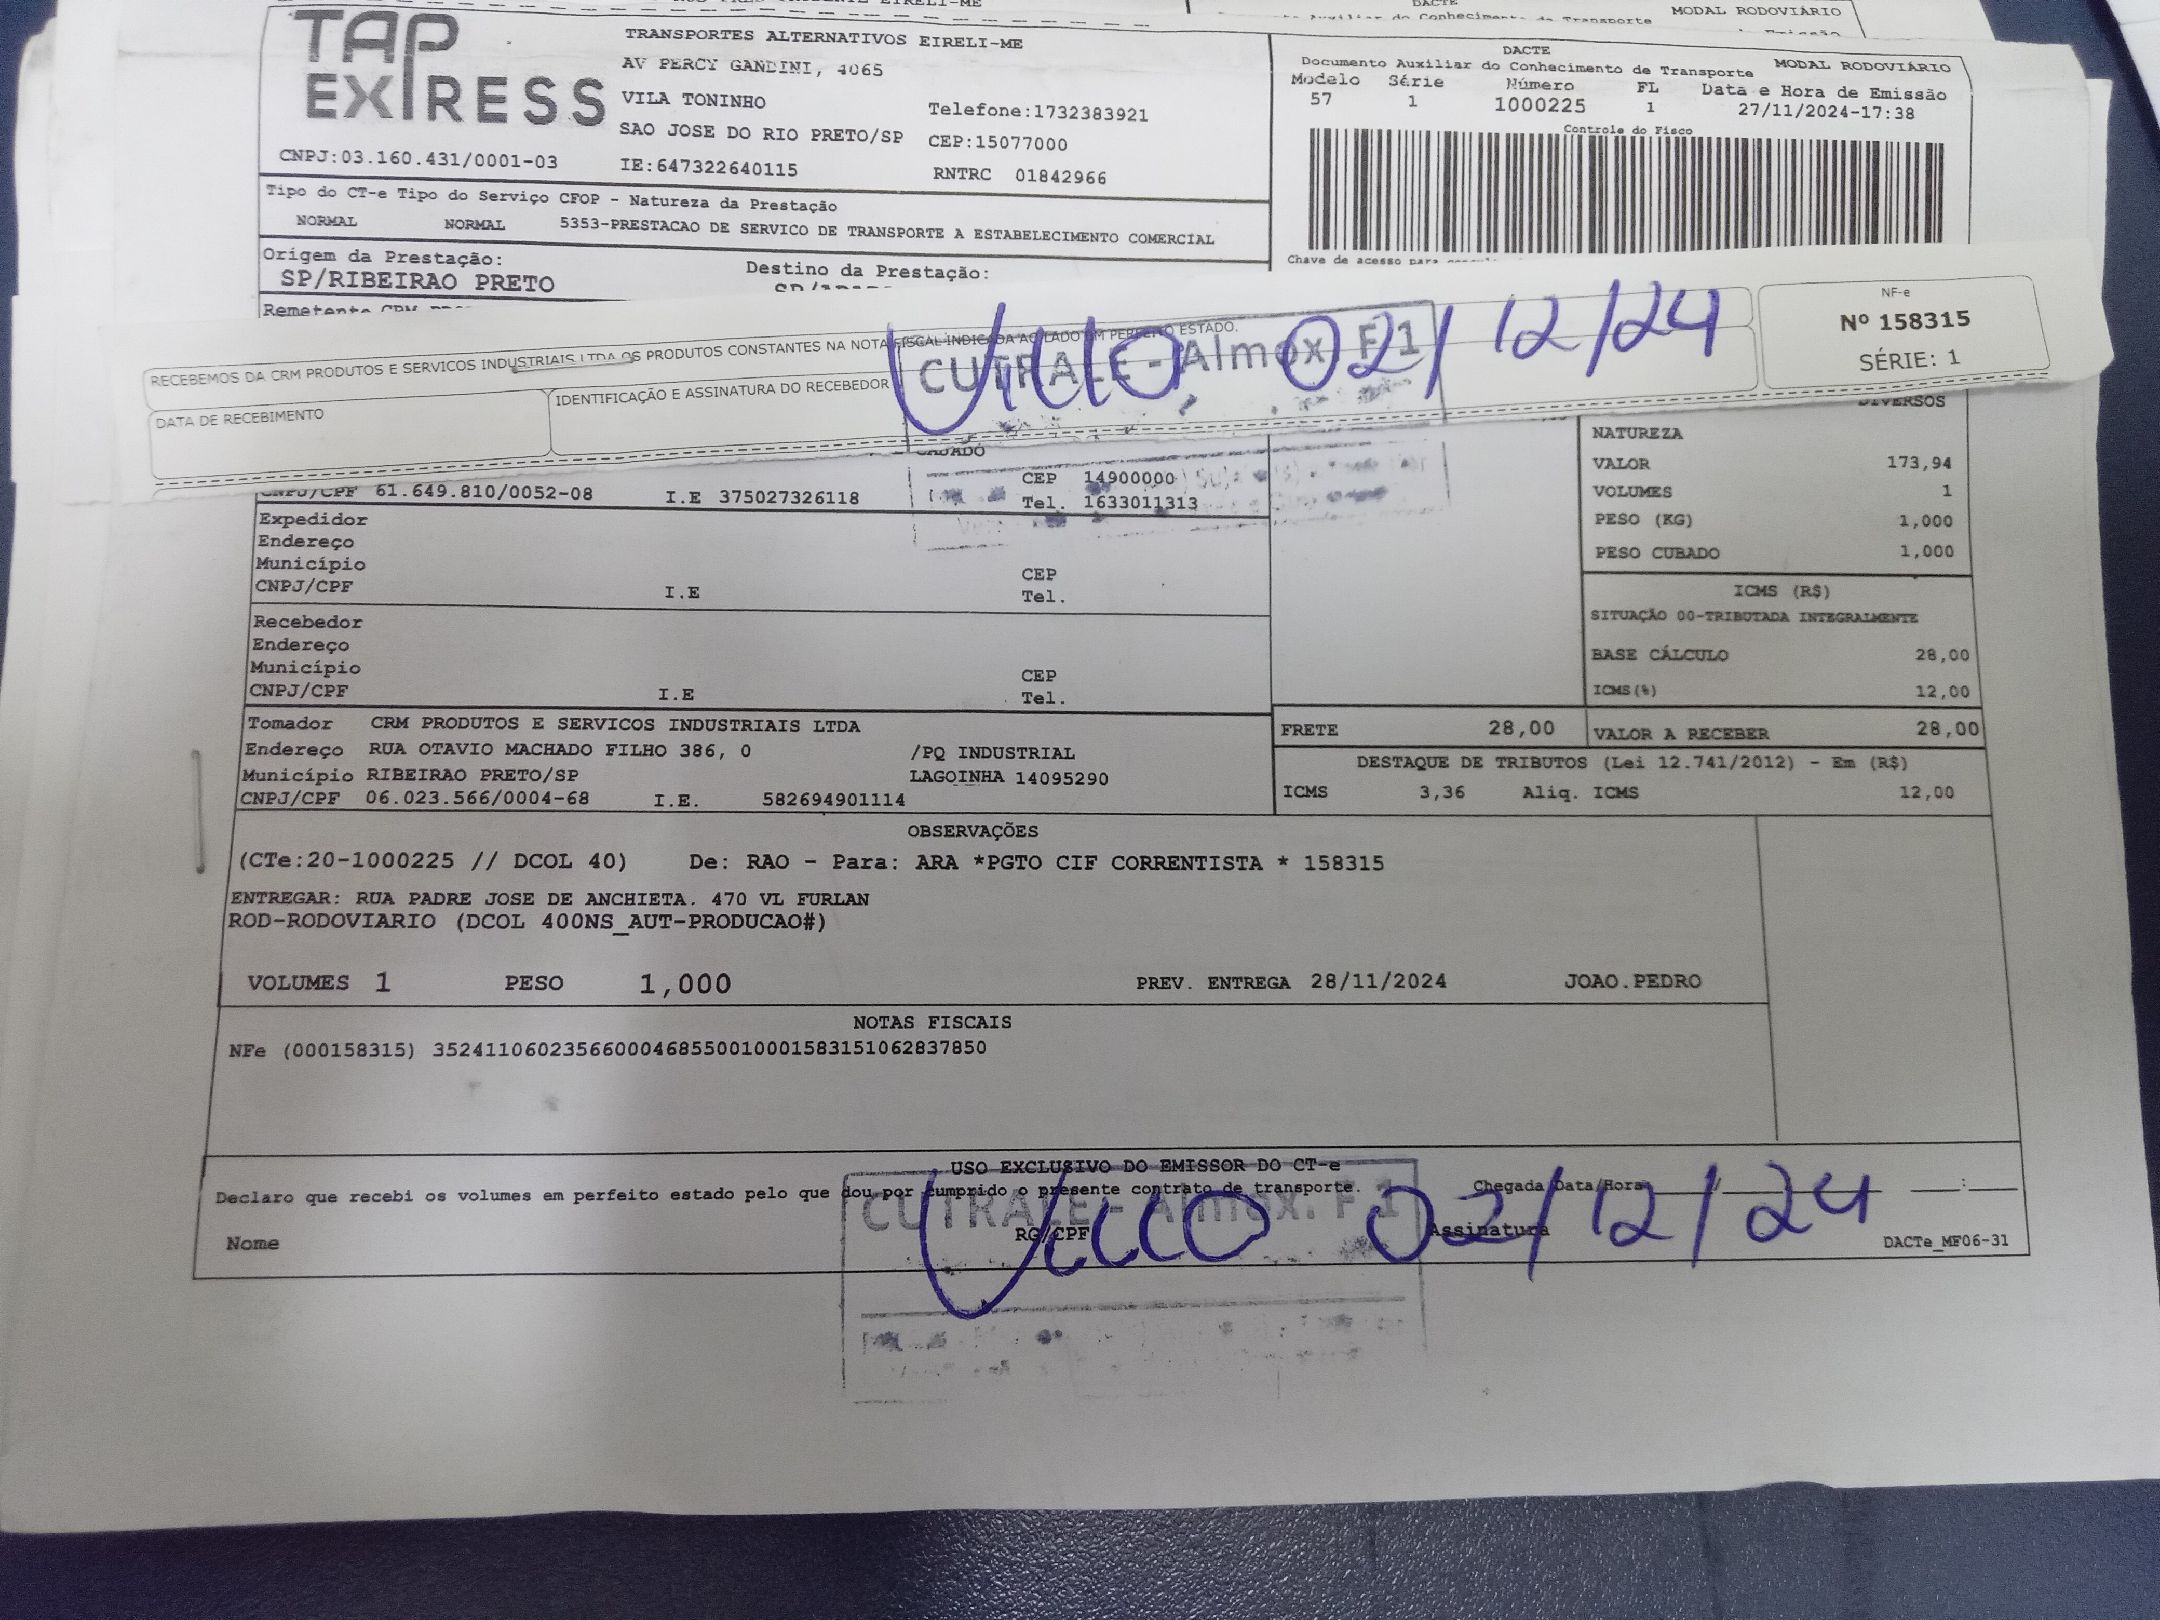 DACTE
MODAL RODOVIÁRIO
TAP
EXPRESS
TRANSPORTES ALTERNATIVOS EIRELI-ME
AV PERCY GANDINI, 4065
VILA TONINHO
Telefone:1732383921
SAO JOSE DO RIO PRETO/SP CEP:15077000
CNPJ:03.160.431/0001-03 IE:647322640115 RNTRC 01842966
DACTE
Documento Auxiliar do Conhecimento de Transporte MODAL RODOVIÁRIO
Modelo Série Número FL Data e Hora de Emissão
57 1 1000225 1 27/11/2024-17:38
Controle do Fisco
Tipo do CT-e Tipo do Serviço CFOP - Natureza da Prestação
NORMAL NORMAL 5353-PRESTACAO DE SERVICO DE TRANSPORTE A ESTABELECIMENTO COMERCIAL
Origem da Prestação: Destino da Prestação:
SP/RIBEIRAO PRETO
Chave de acesso para
Remetente CRM
RECEBEMOS DA CRM PRODUTOS E SERVICOS INDUSTRIAIS LTDA OS PRODUTOS CONSTANTES NA NOTA FISCAL INDICADA AO LADO EM PERFEITO ESTADO.
DATA DE RECEBIMENTO
IDENTIFICAÇÃO E ASSINATURA DO RECEBEDOR
CUTRALE - Almox. F 1
02/12/24
NF-e
Nº 158315
SÉRIE: 1
DIVERSOS
CEP 14900000
CNPJ/CPF 61.649.810/0052-08 I.E 375027326118 Tel. 1633011313
NATUREZA
VALOR 173,94
VOLUMES 1
PESO (KG) 1,000
PESO CUBADO 1,000
Expedidor
Endereço
Município CEP
CNPJ/CPF I.E Tel.
ICMS (R$)
SITUAÇÃO 00-TRIBUTADA INTEGRALMENTE
BASE CÁLCULO 28,00
ICMS(%) 12,00
Recebedor
Endereço
Município CEP
CNPJ/CPF I.E Tel.
Tomador CRM PRODUTOS E SERVICOS INDUSTRIAIS LTDA
Endereço RUA OTAVIO MACHADO FILHO 386, 0 /PQ INDUSTRIAL
Município RIBEIRAO PRETO/SP LAGOINHA 14095290
CNPJ/CPF 06.023.566/0004-68 I.E. 582694901114
FRETE 28,00 VALOR A RECEBER 28,00
DESTAQUE DE TRIBUTOS (Lei 12.741/2012) - Em (R$)
ICMS 3,36 Aliq. ICMS 12,00
OBSERVAÇÕES
(CTe:20-1000225 // DCOL 40) De: RAO - Para: ARA *PGTO CIF CORRENTISTA * 158315
ENTREGAR: RUA PADRE JOSE DE ANCHIETA. 470 VL FURLAN
ROD-RODOVIARIO (DCOL 400NS_AUT-PRODUCAO#)
VOLUMES 1 PESO 1,000 PREV. ENTREGA 28/11/2024 JOAO.PEDRO
NOTAS FISCAIS
NFe (000158315) 35241106023566000468550010001583151062837850
USO EXCLUSIVO DO EMISSOR DO CT-e
Declaro que recebi os volumes em perfeito estado pelo que dou por cumprido o presente contrato de transporte. Chegada Data/Hora
CUTRALE - Almox. F 1
02/12/24
Nome RG/CPF Assinatura
DACTe_MF06-31